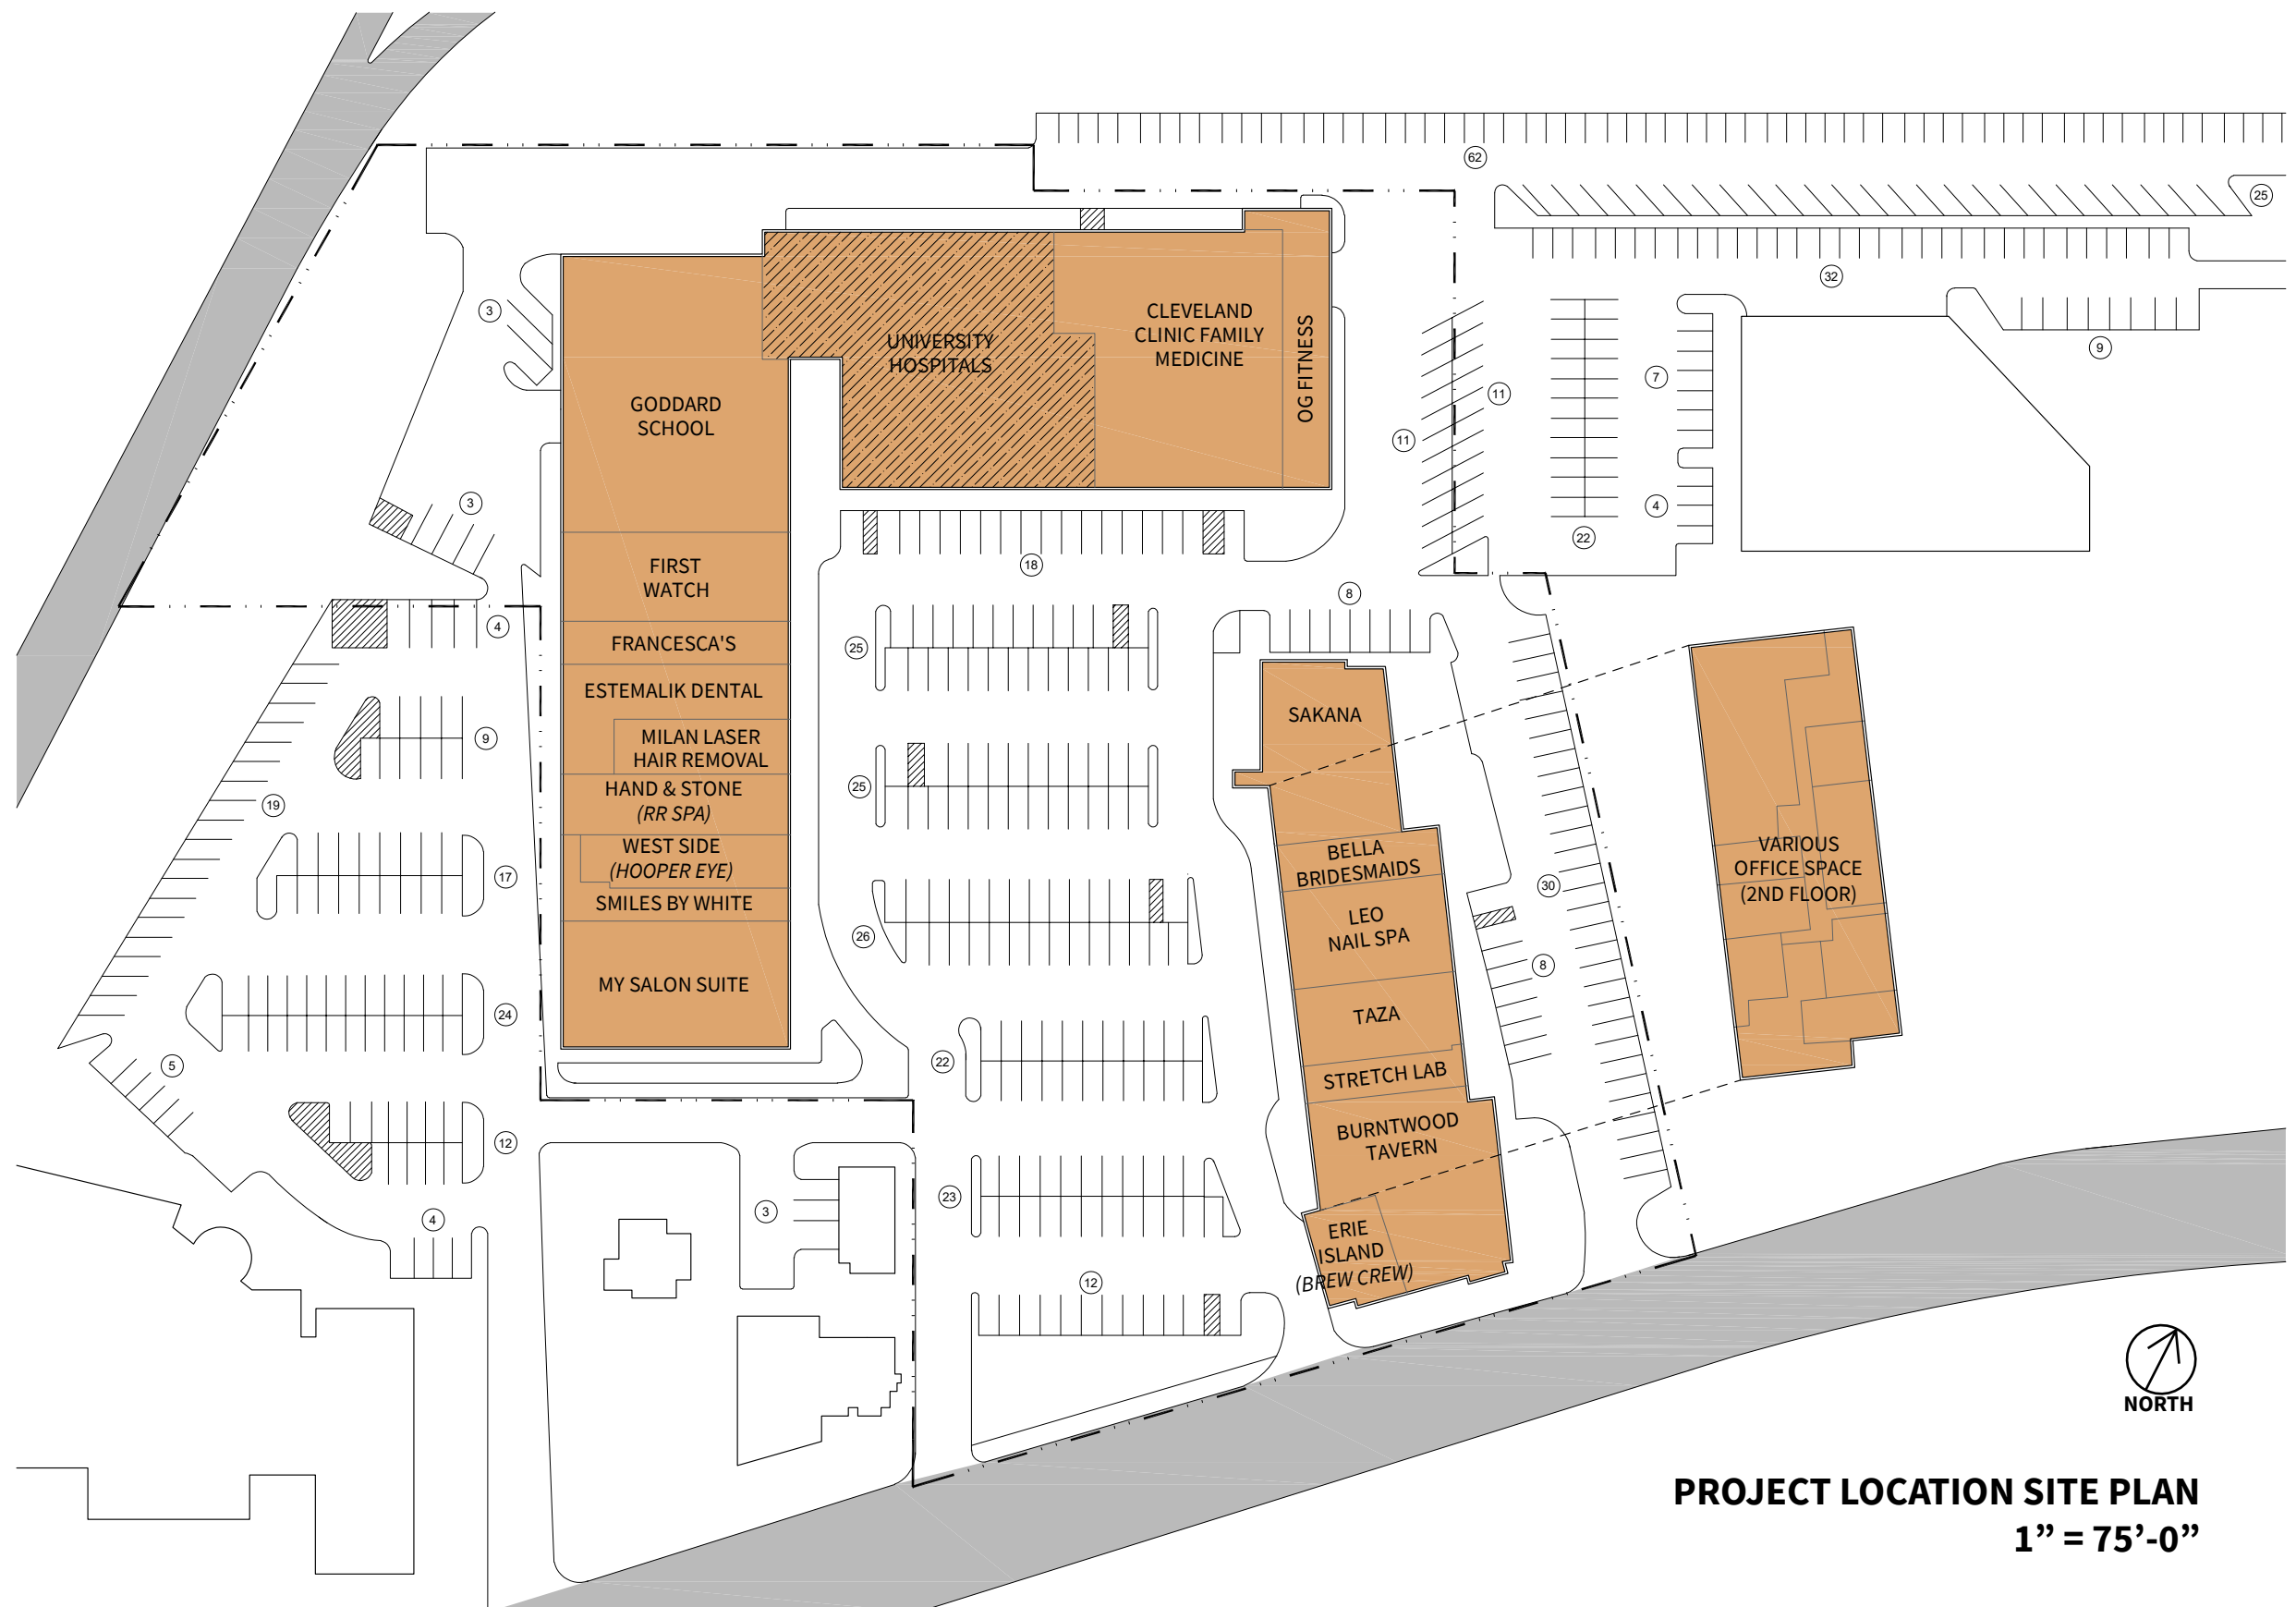 62
25
32
9
3
CLEVELAND
CLINIC FAMILY
MEDICINE
UNIVERSITY
HOSPITALS
OG FITNESS
GODDARD
SCHOOL
7
11
11
4
22
3
18
FIRST
WATCH
8
4
FRANCESCA'S
25
ESTEMALIK DENTAL
SAKANA
MILAN LASER
HAIR REMOVAL
9
25
HAND & STONE
(RR SPA)
19
WEST SIDE
(HOOPER EYE)
BELLA
BRIDESMAIDS
VARIOUS
OFFICE SPACE
(2ND FLOOR)
17
30
SMILES BY WHITE
LEO
NAIL SPA
26
8
MY SALON SUITE
24
TAZA
5
22
STRETCH LAB
12
BURNTWOOD
TAVERN
23
3
4
ERIE
ISLAND
(BREW CREW)
12
NORTH
PROJECT LOCATION SITE PLAN
1” = 75’-0”